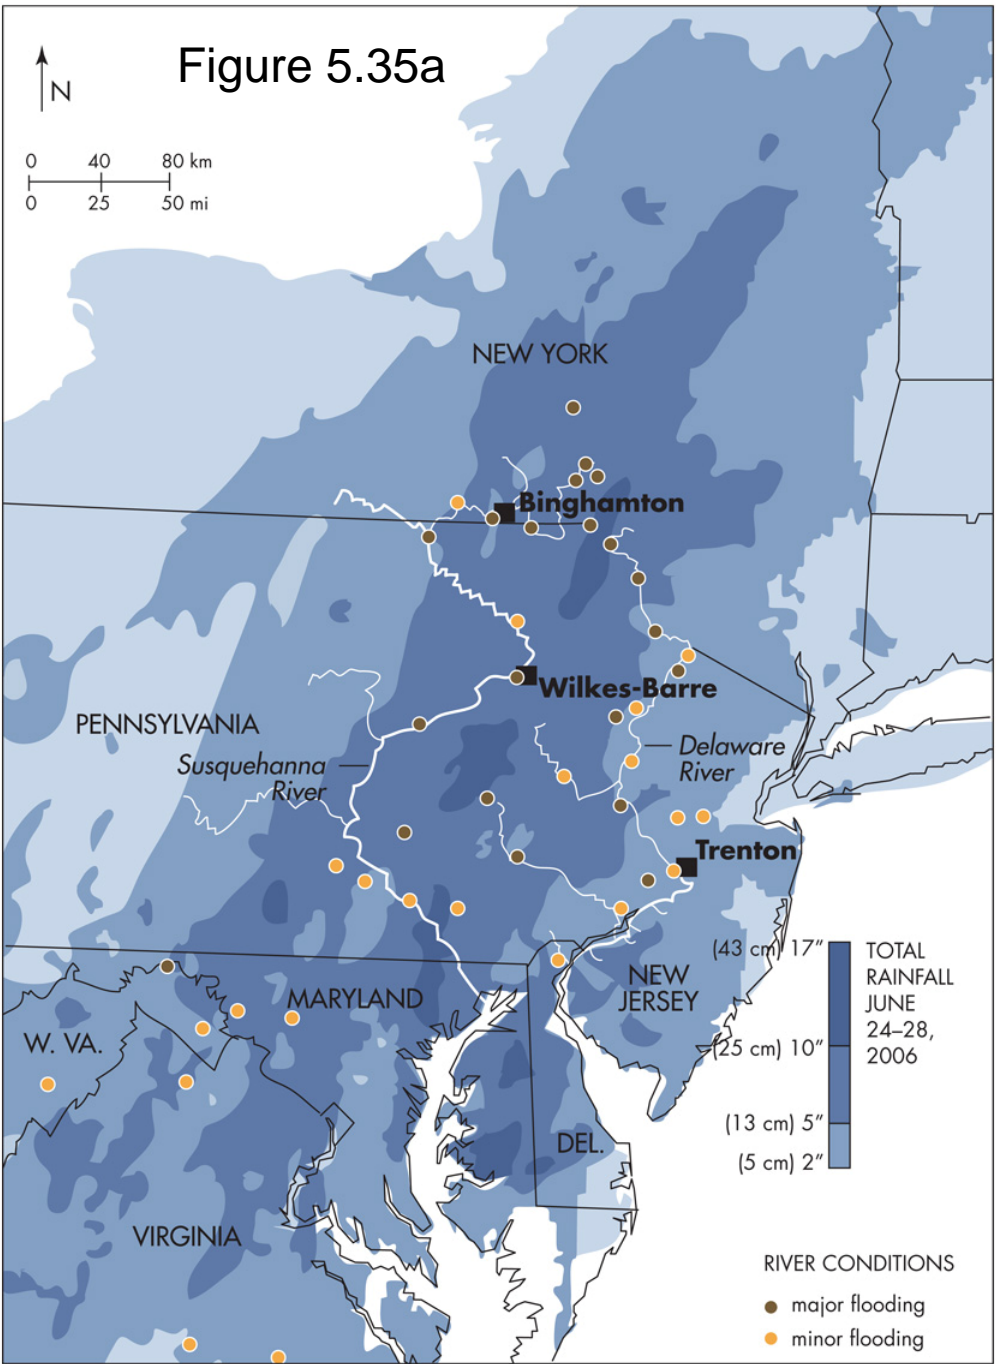 Figure 5.35a
N
0 40 80 km
0 25 50 mi
NEW YORK
Binghamton
Wilkes-Barre
PENNSYLVANIA
Susquehanna
River
Delaware
River
Trenton
NEW
JERSEY
MARYLAND
W. VA.
DEL.
VIRGINIA
(43 cm) 17″
(25 cm) 10″
(13 cm) 5″
(5 cm) 2″
TOTAL
RAINFALL
JUNE
24–28,
2006
RIVER CONDITIONS
major flooding
minor flooding